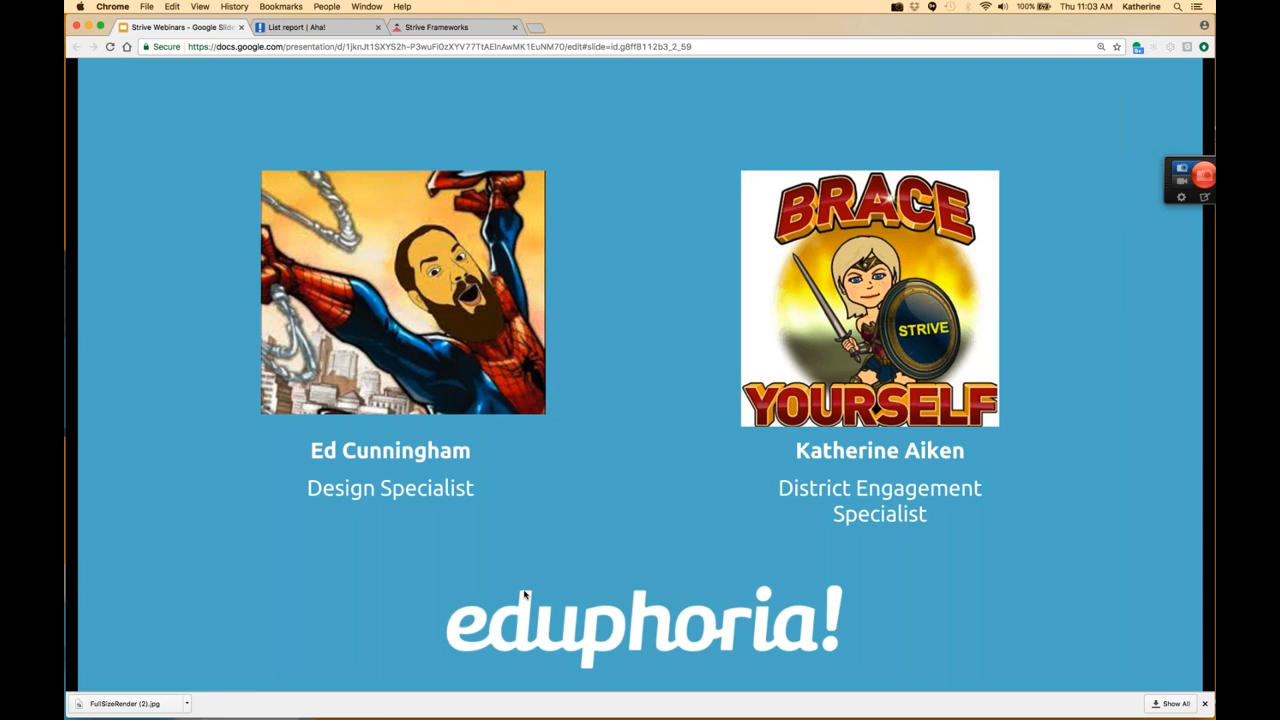 Chrome File Edit View History Bookmarks People Window Help 100% Thu 11:03 AM Katherine
Strive Webinars - Google Slide List report | Aha! Strive Frameworks
Secure https://docs.google.com/presentation/d/1jknJt1SXYS2h-P3wuFi0zXYV77TtAElnAwMK1EuNM70/edit#slide=id.g8ff8112b3_2_59
BRACE
STRIVE
YOURSELF
Ed Cunningham
Design Specialist
Katherine Aiken
District Engagement
Specialist
eduphoria!
FullSizeRender (2).jpg Show All